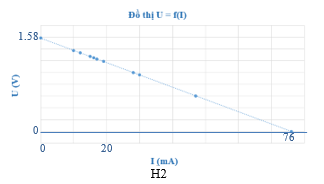 Đồ thị U = f(I)
1.58
U (V)
0
76
0
20
I (mA)
H2